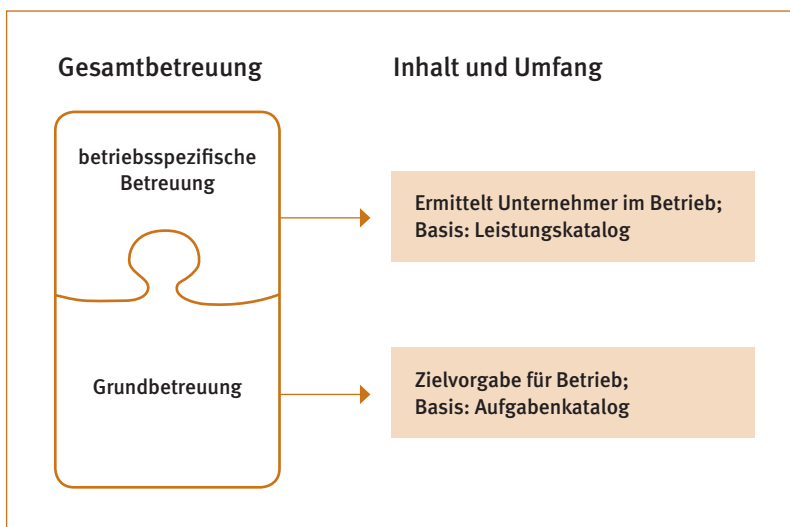 Gesamtbetreuung
Inhalt und Umfang
betriebsspezifische
Betreuung
Ermittelt Unternehmer im Betrieb;
Basis: Leistungskatalog
Grundbetreuung
Zielvorgabe für Betrieb;
Basis: Aufgabenkatalog